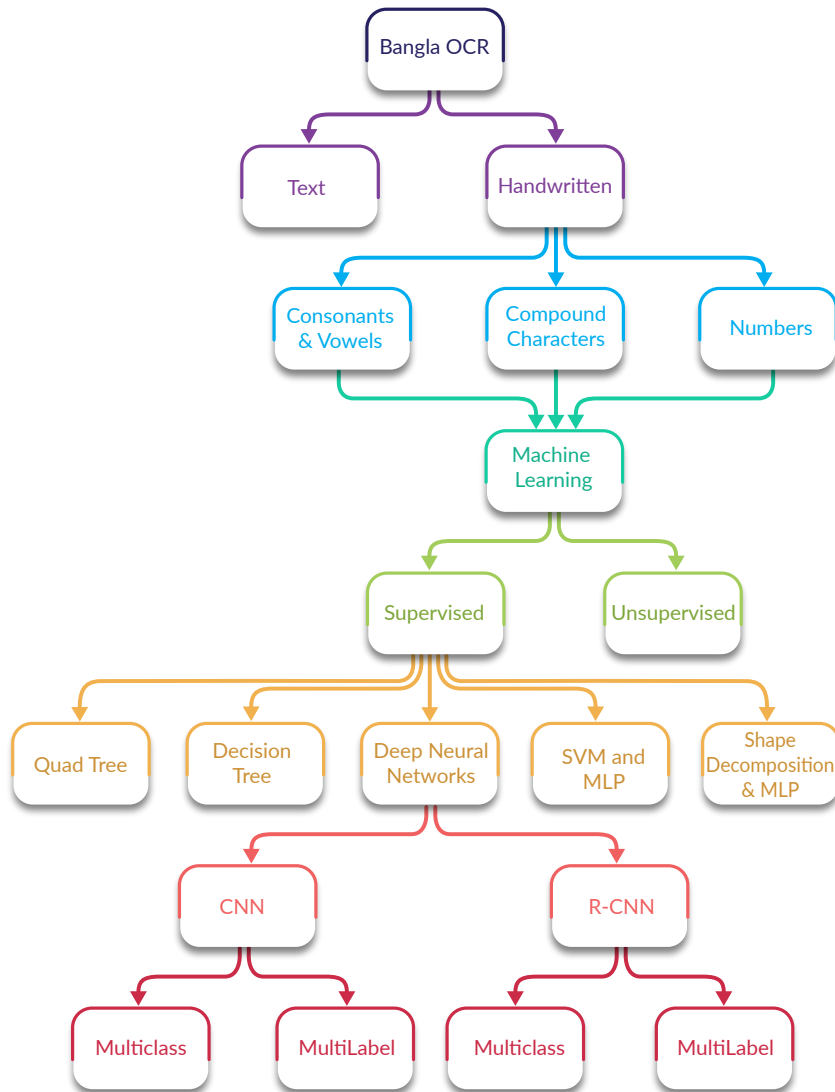 Bangla OCR
Text
Handwritten
Consonants
& Vowels
Compound
Characters
Numbers
Machine
Learning
Supervised
Unsupervised
Quad Tree
Decision
Tree
Deep Neural
Networks
SVM and
MLP
Shape
Decomposition
& MLP
CNN
R-CNN
Multiclass
MultiLabel
Multiclass
MultiLabel